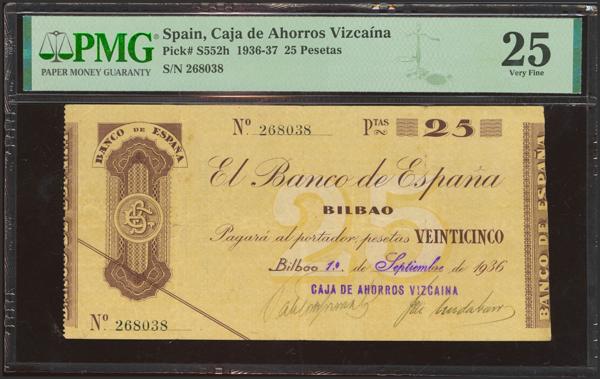 PMG
PAPER MONEY GUARANTY
Spain, Caja de Ahorros Vizcaína
Pick# S552h 1936-37 25 Pesetas
S/N 268038
25
Very Fine
BANCO DE ESPAÑA
Nº 268038
PTAS 25
El Banco de España
BILBAO
25
Pagará al portador, pesetas VEINTICINCO
Bilbao 1º de Septiembre de 1936
CAJA DE AHORROS VIZCAINA
Nº 268038
BANCO DE ESPAÑA